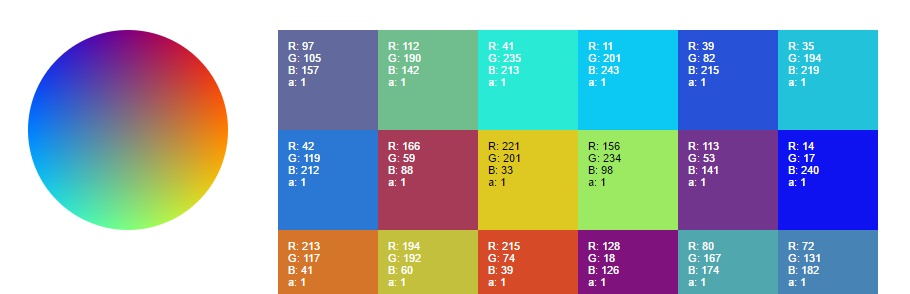 R: 97
G: 105
B: 157
a: 1
R: 112
G: 190
B: 142
a: 1
R: 41
G: 235
B: 213
a: 1
R: 11
G: 201
B: 243
a: 1
R: 39
G: 82
B: 215
a: 1
R: 35
G: 194
B: 219
a: 1
R: 42
G: 119
B: 212
a: 1
R: 166
G: 59
B: 88
a: 1
R: 221
G: 201
B: 33
a: 1
R: 156
G: 234
B: 98
a: 1
R: 113
G: 53
B: 141
a: 1
R: 14
G: 17
B: 240
a: 1
R: 213
G: 117
B: 41
a: 1
R: 194
G: 192
B: 60
a: 1
R: 215
G: 74
B: 39
a: 1
R: 128
G: 18
B: 126
a: 1
R: 80
G: 167
B: 174
a: 1
R: 72
G: 131
B: 182
a: 1